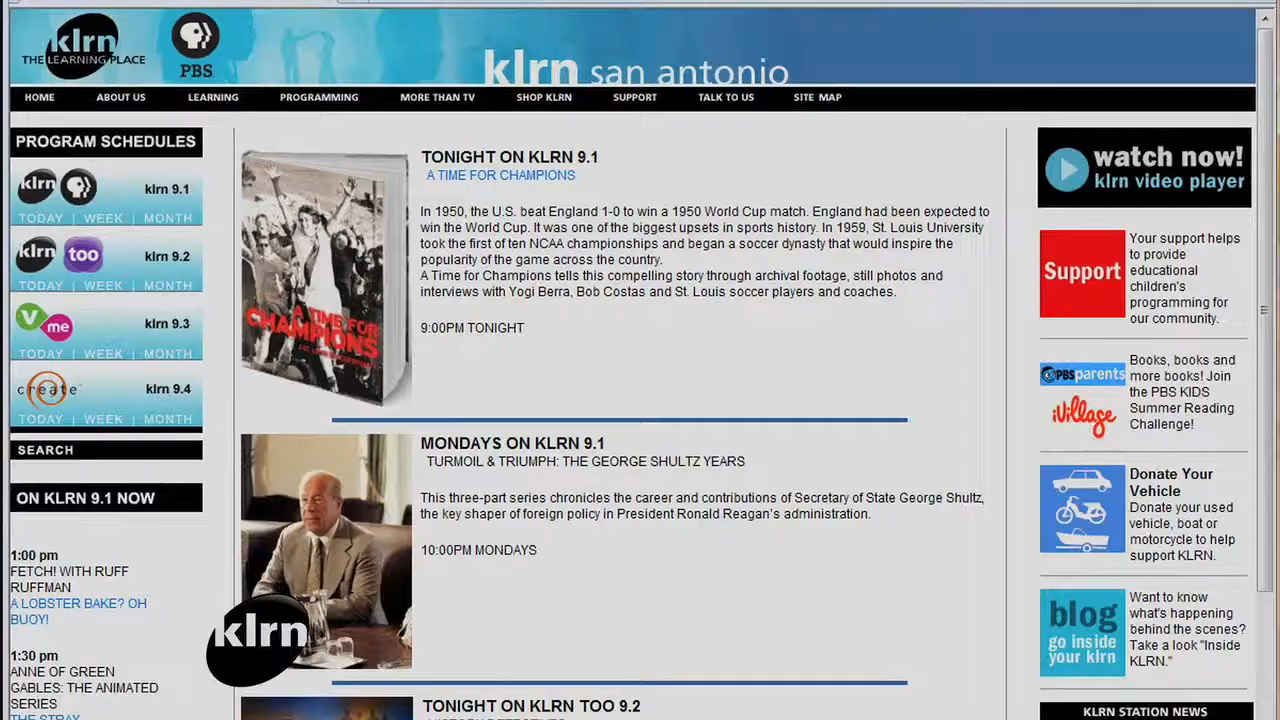 klrn
THE LEARNING PLACE
PBS
klrn san antonio
HOME
ABOUT US
LEARNING
PROGRAMMING
MORE THAN TV
SHOP KLRN
SUPPORT
TALK TO US
SITE MAP
PROGRAM SCHEDULES
klrn
klrn 9.1
TODAY | WEEK | MONTH
klrn
too
klrn 9.2
TODAY | WEEK | MONTH
V
me
klrn 9.3
TODAY | WEEK | MONTH
create
klrn 9.4
TODAY | WEEK | MONTH
SEARCH
ON KLRN 9.1 NOW
1:00 pm
FETCH! WITH RUFF
RUFFMAN
A LOBSTER BAKE? OH
BUOY!
1:30 pm
ANNE OF GREEN
GABLES: THE ANIMATED
SERIES
THE STRAY
A TIME FOR
CHAMPIONS
TONIGHT ON KLRN 9.1
A TIME FOR CHAMPIONS
In 1950, the U.S. beat England 1-0 to win a 1950 World Cup match. England had been expected to
win the World Cup. It was one of the biggest upsets in sports history. In 1959, St. Louis University
took the first of ten NCAA championships and began a soccer dynasty that would inspire the
popularity of the game across the country.
A Time for Champions tells this compelling story through archival footage, still photos and
interviews with Yogi Berra, Bob Costas and St. Louis soccer players and coaches.
9:00PM TONIGHT
MONDAYS ON KLRN 9.1
TURMOIL & TRIUMPH: THE GEORGE SHULTZ YEARS
This three-part series chronicles the career and contributions of Secretary of State George Shultz,
the key shaper of foreign policy in President Ronald Reagan's administration.
10:00PM MONDAYS
klrn
TONIGHT ON KLRN TOO 9.2
HISTORY DETECTIVES
watch now!
klrn video player
Support
Your support helps
to provide
educational
children's
programming for
our community.
PBSparents
iVillage
Books, books and
more books! Join
the PBS KIDS
Summer Reading
Challenge!
Donate Your
Vehicle
Donate your used
vehicle, boat or
motorcycle to help
support KLRN.
blog
go inside
your klrn
Want to know
what's happening
behind the scenes?
Take a look "Inside
KLRN."
KLRN STATION NEWS